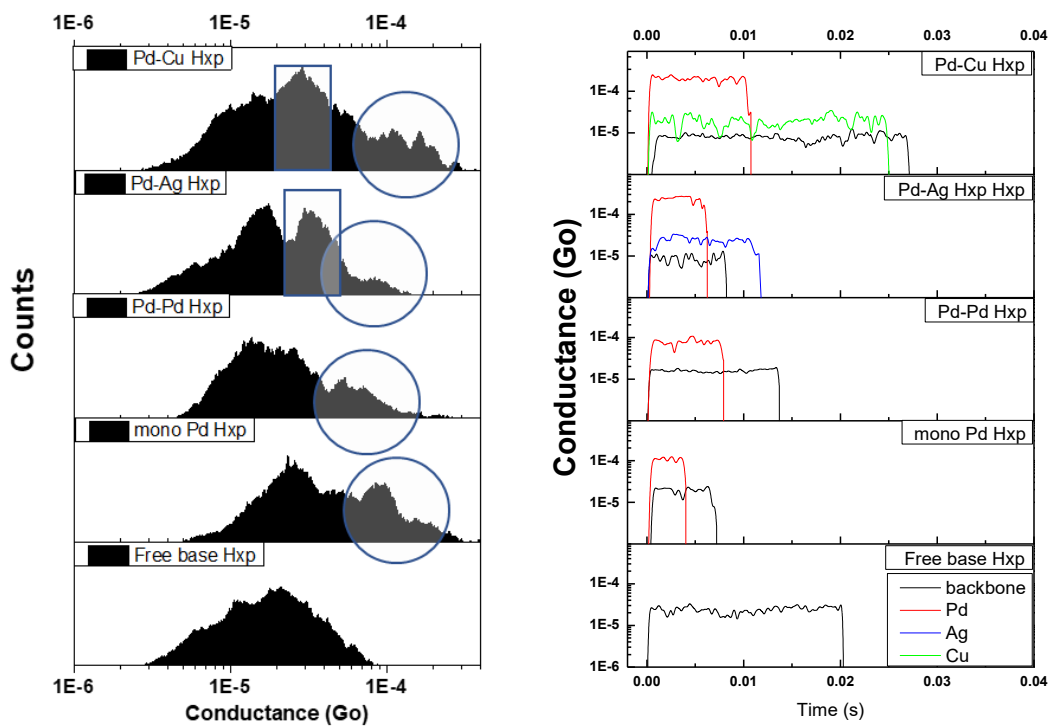 1E-6 1E-5 1E-4
Pd-Cu Hxp
Pd-Ag Hxp
Pd-Pd Hxp
mono Pd Hxp
Free base Hxp
Counts
1E-6 1E-5 1E-4
Conductance (Go)
0.00 0.01 0.02 0.03 0.04
Pd-Cu Hxp
1E-4
1E-5
Pd-Ag Hxp Hxp
1E-4
1E-5
Pd-Pd Hxp
1E-4
1E-5
mono Pd Hxp
1E-4
1E-5
Free base Hxp
1E-4
1E-5
1E-6
backbone
Pd
Ag
Cu
Conductance (Go)
0.00 0.01 0.02 0.03 0.04
Time (s)